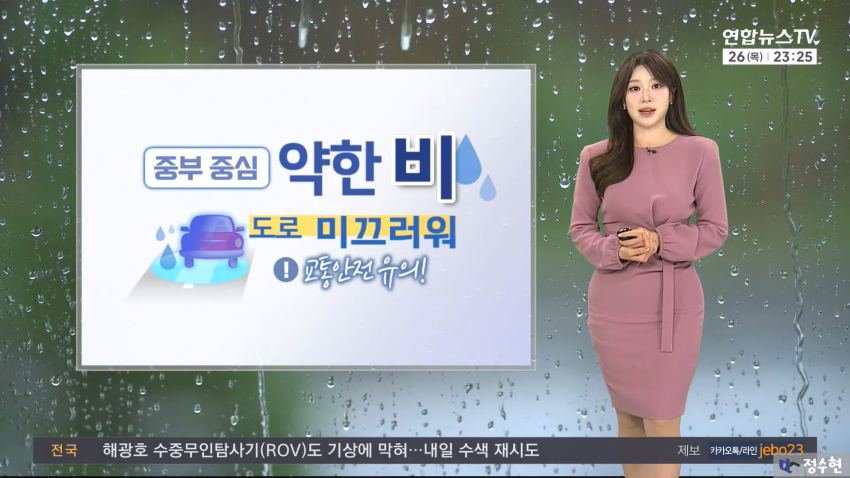 연합뉴스TV
26(목) 23:25
중부 중심 약한 비
도로 미끄러워
! 교통안전 유의!
전국 해광호 수중무인탐사기(ROV)도 기상에 막혀…내일 수색 재시도 제보 카카오톡/라인 jebo23
정수현